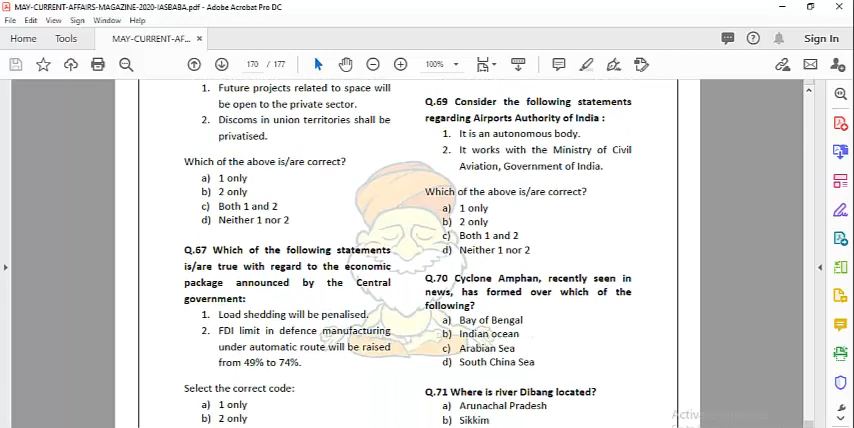 MAY-CURRENT-AFFAIRS-MAGAZINE-2020-IASBABA.pdf - Adobe Acrobat Pro DC
File Edit View Sign Window Help
Home Tools MAY-CURRENT-AF... × Sign In
170 / 177 100%
1. Future projects related to space will
be open to the private sector.
2. Discoms in union territories shall be
privatised.
Which of the above is/are correct?
a) 1 only
b) 2 only
c) Both 1 and 2
d) Neither 1 nor 2
Q.67 Which of the following statements
is/are true with regard to the economic
package announced by the Central
government:
1. Load shedding will be penalised.
2. FDI limit in defence manufacturing
under automatic route will be raised
from 49% to 74%.
Select the correct code:
a) 1 only
b) 2 only
Q.69 Consider the following statements
regarding Airports Authority of India :
1. It is an autonomous body.
2. It works with the Ministry of Civil
Aviation, Government of India.
Which of the above is/are correct?
a) 1 only
b) 2 only
c) Both 1 and 2
d) Neither 1 nor 2
Q.70 Cyclone Amphan, recently seen in
news, has formed over which of the
following?
a) Bay of Bengal
b) Indian ocean
c) Arabian Sea
d) South China Sea
Q.71 Where is river Dibang located?
a) Arunachal Pradesh
b) Sikkim